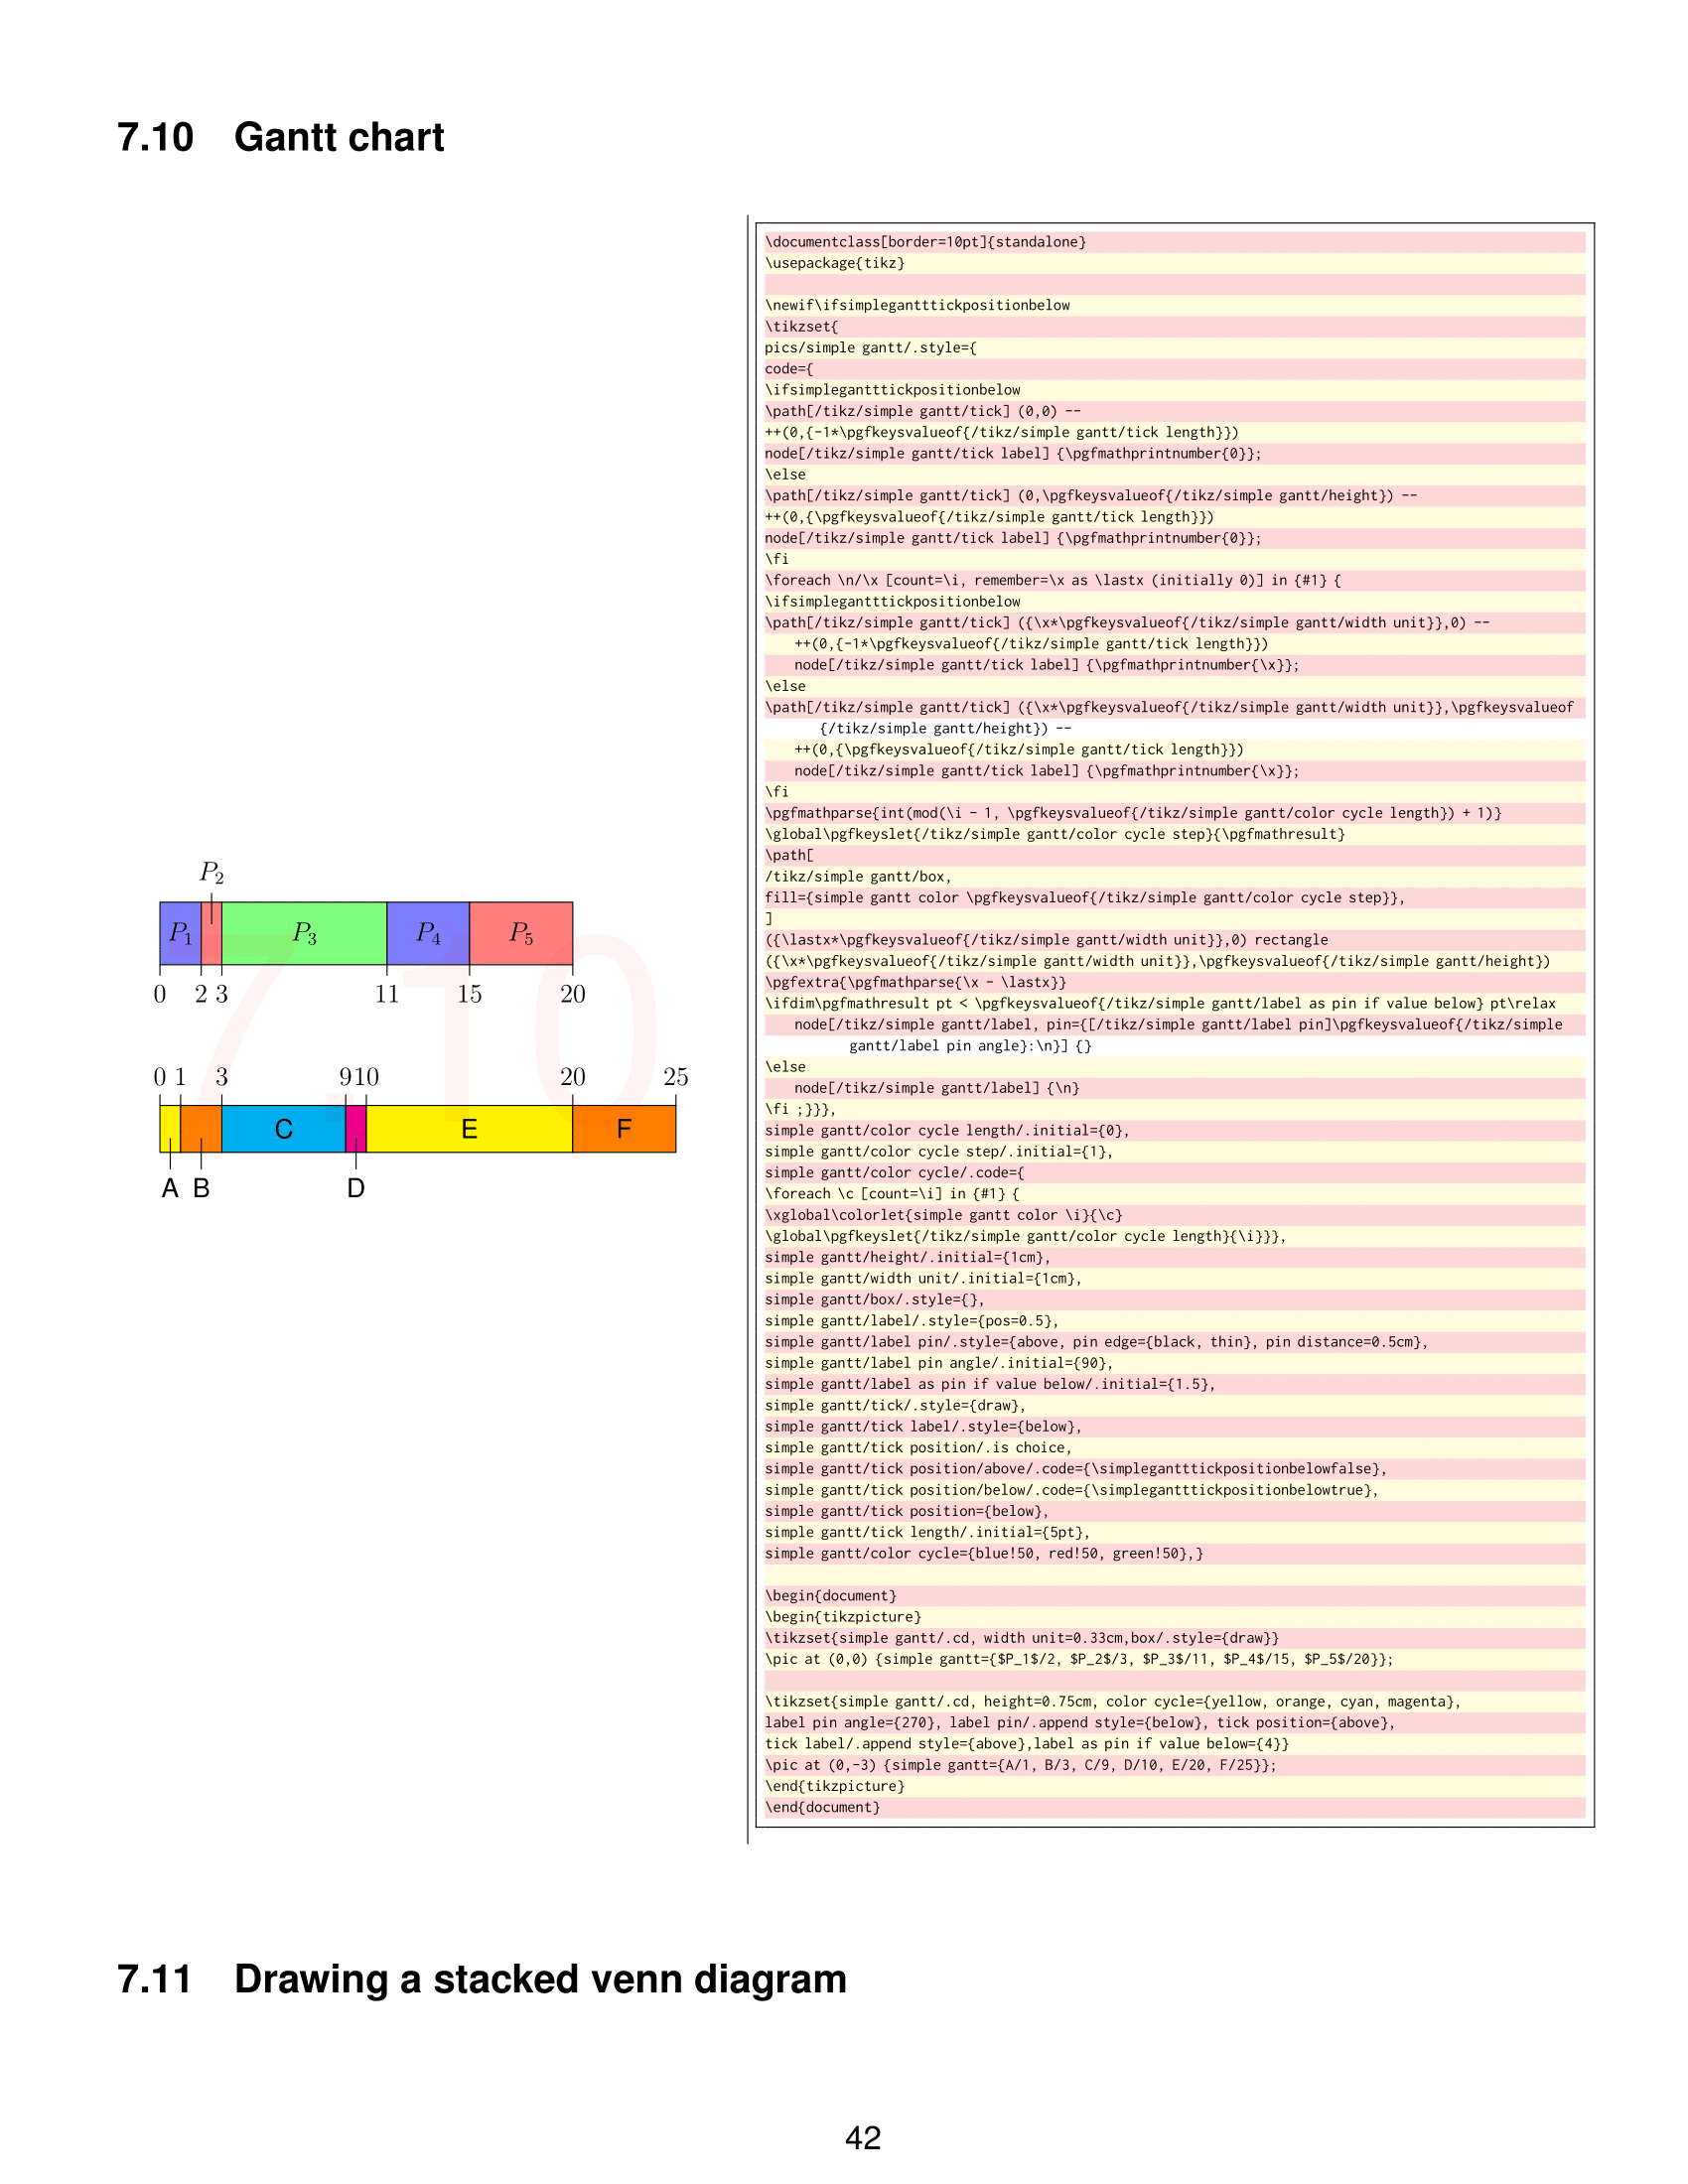 7.10 Gantt chart
P_2
P_1 P_3 P_4 P_5
0 2 3 11 15 20
7.10
0 1 3 9 10 20 25
C E F
A B D
\documentclass[border=10pt]{standalone}
\usepackage{tikz}
\newif\ifsimplegantttickpositionbelow
\tikzset{
pics/simple gantt/.style={
code={
\ifsimplegantttickpositionbelow
\path[/tikz/simple gantt/tick] (0,0) --
++(0,{-1*\pgfkeysvalueof{/tikz/simple gantt/tick length}})
node[/tikz/simple gantt/tick label] {\pgfmathprintnumber{0}};
\else
\path[/tikz/simple gantt/tick] (0,\pgfkeysvalueof{/tikz/simple gantt/height}) --
++(0,{\pgfkeysvalueof{/tikz/simple gantt/tick length}})
node[/tikz/simple gantt/tick label] {\pgfmathprintnumber{0}};
\fi
\foreach \n/\x [count=\i, remember=\x as \lastx (initially 0)] in {#1} {
\ifsimplegantttickpositionbelow
\path[/tikz/simple gantt/tick] ({\x*\pgfkeysvalueof{/tikz/simple gantt/width unit}},0) --
++(0,{-1*\pgfkeysvalueof{/tikz/simple gantt/tick length}})
node[/tikz/simple gantt/tick label] {\pgfmathprintnumber{\x}};
\else
\path[/tikz/simple gantt/tick] ({\x*\pgfkeysvalueof{/tikz/simple gantt/width unit}},\pgfkeysvalueof
{/tikz/simple gantt/height}) --
++(0,{\pgfkeysvalueof{/tikz/simple gantt/tick length}})
node[/tikz/simple gantt/tick label] {\pgfmathprintnumber{\x}};
\fi
\pgfmathparse{int(mod(\i - 1, \pgfkeysvalueof{/tikz/simple gantt/color cycle length}) + 1)}
\global\pgfkeyslet{/tikz/simple gantt/color cycle step}{\pgfmathresult}
\path[
/tikz/simple gantt/box,
fill={simple gantt color \pgfkeysvalueof{/tikz/simple gantt/color cycle step}},
]
({\lastx*\pgfkeysvalueof{/tikz/simple gantt/width unit}},0) rectangle
({\x*\pgfkeysvalueof{/tikz/simple gantt/width unit}},\pgfkeysvalueof{/tikz/simple gantt/height})
\pgfextra{\pgfmathparse{\x - \lastx}}
\ifdim\pgfmathresult pt < \pgfkeysvalueof{/tikz/simple gantt/label as pin if value below} pt\relax
node[/tikz/simple gantt/label, pin={[/tikz/simple gantt/label pin]\pgfkeysvalueof{/tikz/simple
gantt/label pin angle}:\n}] {}
\else
node[/tikz/simple gantt/label] {\n}
\fi ;}}},
simple gantt/color cycle length/.initial={0},
simple gantt/color cycle step/.initial={1},
simple gantt/color cycle/.code={
\foreach \c [count=\i] in {#1} {
\xglobal\colorlet{simple gantt color \i}{\c}
\global\pgfkeyslet{/tikz/simple gantt/color cycle length}{\i}}},
simple gantt/height/.initial={1cm},
simple gantt/width unit/.initial={1cm},
simple gantt/box/.style={},
simple gantt/label/.style={pos=0.5},
simple gantt/label pin/.style={above, pin edge={black, thin}, pin distance=0.5cm},
simple gantt/label pin angle/.initial={90},
simple gantt/label as pin if value below/.initial={1.5},
simple gantt/tick/.style={draw},
simple gantt/tick label/.style={below},
simple gantt/tick position/.is choice,
simple gantt/tick position/above/.code={\simplegantttickpositionbelowfalse},
simple gantt/tick position/below/.code={\simplegantttickpositionbelowtrue},
simple gantt/tick position={below},
simple gantt/tick length/.initial={5pt},
simple gantt/color cycle={blue!50, red!50, green!50},}
\begin{document}
\begin{tikzpicture}
\tikzset{simple gantt/.cd, width unit=0.33cm,box/.style={draw}}
\pic at (0,0) {simple gantt={$P_1$/2, $P_2$/3, $P_3$/11, $P_4$/15, $P_5$/20}};
\tikzset{simple gantt/.cd, height=0.75cm, color cycle={yellow, orange, cyan, magenta},
label pin angle={270}, label pin/.append style={below}, tick position={above},
tick label/.append style={above},label as pin if value below={4}}
\pic at (0,-3) {simple gantt={A/1, B/3, C/9, D/10, E/20, F/25}};
\end{tikzpicture}
\end{document}
7.11 Drawing a stacked venn diagram
42